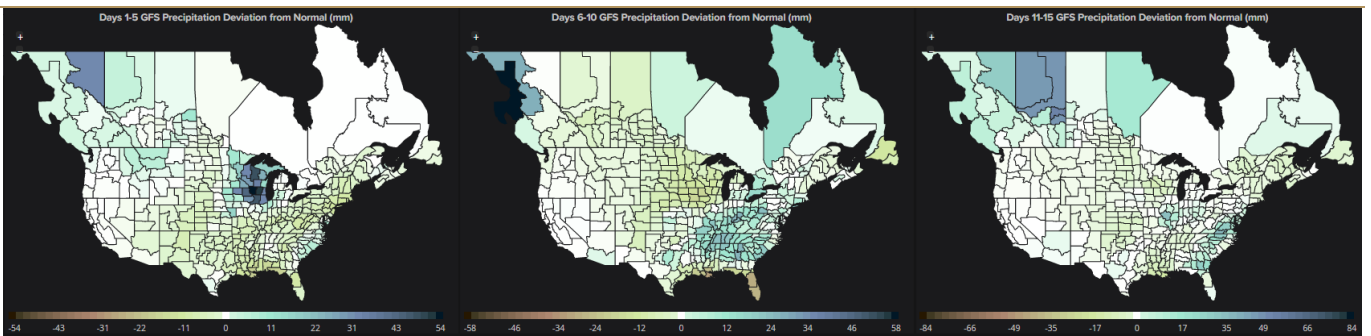 Days 1-5 GFS Precipitation Deviation from Normal (mm)
+
-54 -43 -31 -22 -11 0 11 22 31 43 54
Days 6-10 GFS Precipitation Deviation from Normal (mm)
+
-58 -46 -34 -24 -12 0 12 24 34 46 58
Days 11-15 GFS Precipitation Deviation from Normal (mm)
+
-84 -66 -49 -35 -17 0 17 35 49 66 84